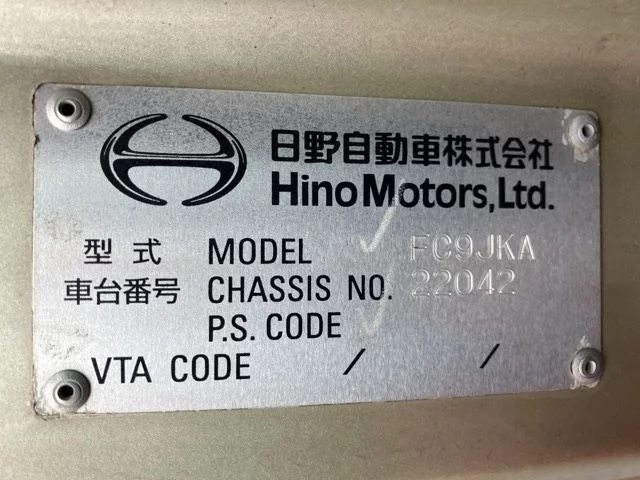 日野自動車株式会社
Hino Motors, Ltd.
型式 MODEL FC9JKA
車台番号 CHASSIS NO. 22042
P.S. CODE
VTA CODE / /